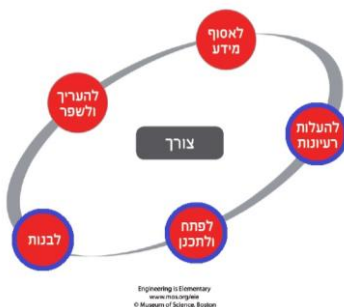 לאסוף
מידע
להעלות
רעיונות
לפתח
ולתכנן
לבנות
להעריך
ולשפר
צורך
Engineering is Elementary
www.mos.org/eie
© Museum of Science, Boston